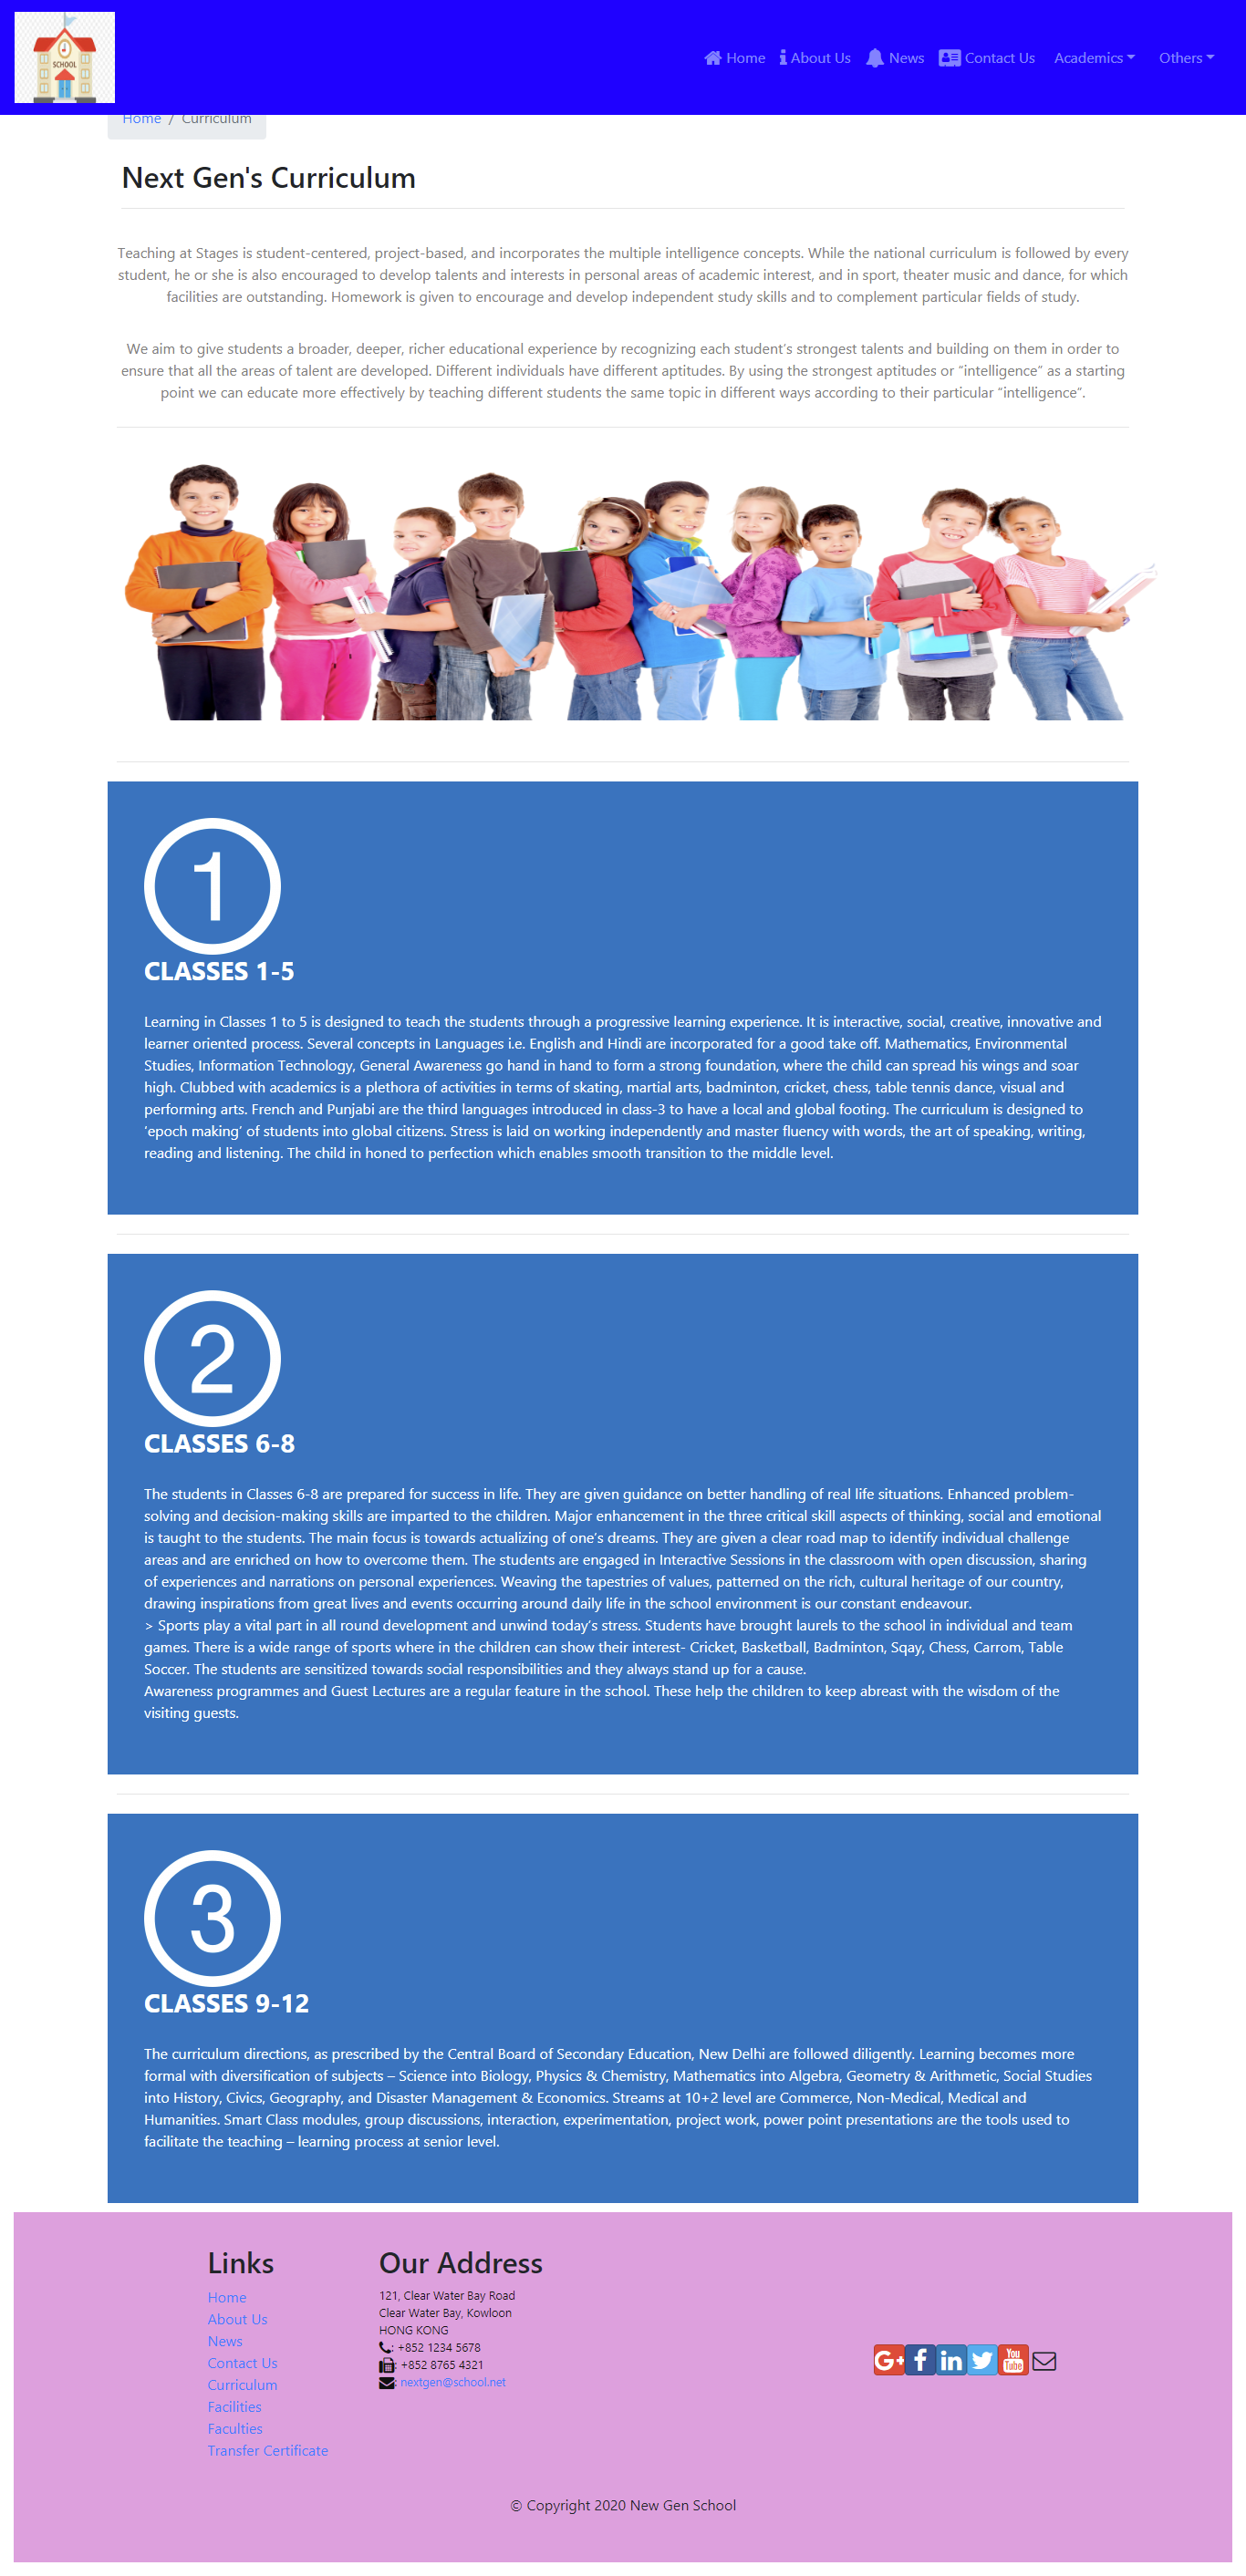 SCHOOL
Home
About Us
News
Contact Us
Academics
Others
Home / Curriculum
Next Gen's Curriculum
Teaching at Stages is student-centered, project-based, and incorporates the multiple intelligence concepts. While the national curriculum is followed by every
student, he or she is also encouraged to develop talents and interests in personal areas of academic interest, and in sport, theater music and dance, for which
facilities are outstanding. Homework is given to encourage and develop independent study skills and to complement particular fields of study.
We aim to give students a broader, deeper, richer educational experience by recognizing each student’s strongest talents and building on them in order to
ensure that all the areas of talent are developed. Different individuals have different aptitudes. By using the strongest aptitudes or “intelligence” as a starting
point we can educate more effectively by teaching different students the same topic in different ways according to their particular “intelligence”.
1
CLASSES 1-5
Learning in Classes 1 to 5 is designed to teach the students through a progressive learning experience. It is interactive, social, creative, innovative and
learner oriented process. Several concepts in Languages i.e. English and Hindi are incorporated for a good take off. Mathematics, Environmental
Studies, Information Technology, General Awareness go hand in hand to form a strong foundation, where the child can spread his wings and soar
high. Clubbed with academics is a plethora of activities in terms of skating, martial arts, badminton, cricket, chess, table tennis dance, visual and
performing arts. French and Punjabi are the third languages introduced in class-3 to have a local and global footing. The curriculum is designed to
‘epoch making’ of students into global citizens. Stress is laid on working independently and master fluency with words, the art of speaking, writing,
reading and listening. The child in honed to perfection which enables smooth transition to the middle level.
2
CLASSES 6-8
The students in Classes 6-8 are prepared for success in life. They are given guidance on better handling of real life situations. Enhanced problem-
solving and decision-making skills are imparted to the children. Major enhancement in the three critical skill aspects of thinking, social and emotional
is taught to the students. The main focus is towards actualizing of one’s dreams. They are given a clear road map to identify individual challenge
areas and are enriched on how to overcome them. The students are engaged in Interactive Sessions in the classroom with open discussion, sharing
of experiences and narrations on personal experiences. Weaving the tapestries of values, patterned on the rich, cultural heritage of our country,
drawing inspirations from great lives and events occurring around daily life in the school environment is our constant endeavour.
> Sports play a vital part in all round development and unwind today’s stress. Students have brought laurels to the school in individual and team
games. There is a wide range of sports where in the children can show their interest- Cricket, Basketball, Badminton, Sqay, Chess, Carrom, Table
Soccer. The students are sensitized towards social responsibilities and they always stand up for a cause.
Awareness programmes and Guest Lectures are a regular feature in the school. These help the children to keep abreast with the wisdom of the
visiting guests.
3
CLASSES 9-12
The curriculum directions, as prescribed by the Central Board of Secondary Education, New Delhi are followed diligently. Learning becomes more
formal with diversification of subjects – Science into Biology, Physics & Chemistry, Mathematics into Algebra, Geometry & Arithmetic, Social Studies
into History, Civics, Geography, and Disaster Management & Economics. Streams at 10+2 level are Commerce, Non-Medical, Medical and
Humanities. Smart Class modules, group discussions, interaction, experimentation, project work, power point presentations are the tools used to
facilitate the teaching – learning process at senior level.
Links
Home
About Us
News
Contact Us
Curriculum
Facilities
Faculties
Transfer Certificate
Our Address
121, Clear Water Bay Road
Clear Water Bay, Kowloon
HONG KONG
: +852 1234 5678
: +852 8765 4321
: nextgen@school.net
G+ f in You Tube
© Copyright 2020 New Gen School